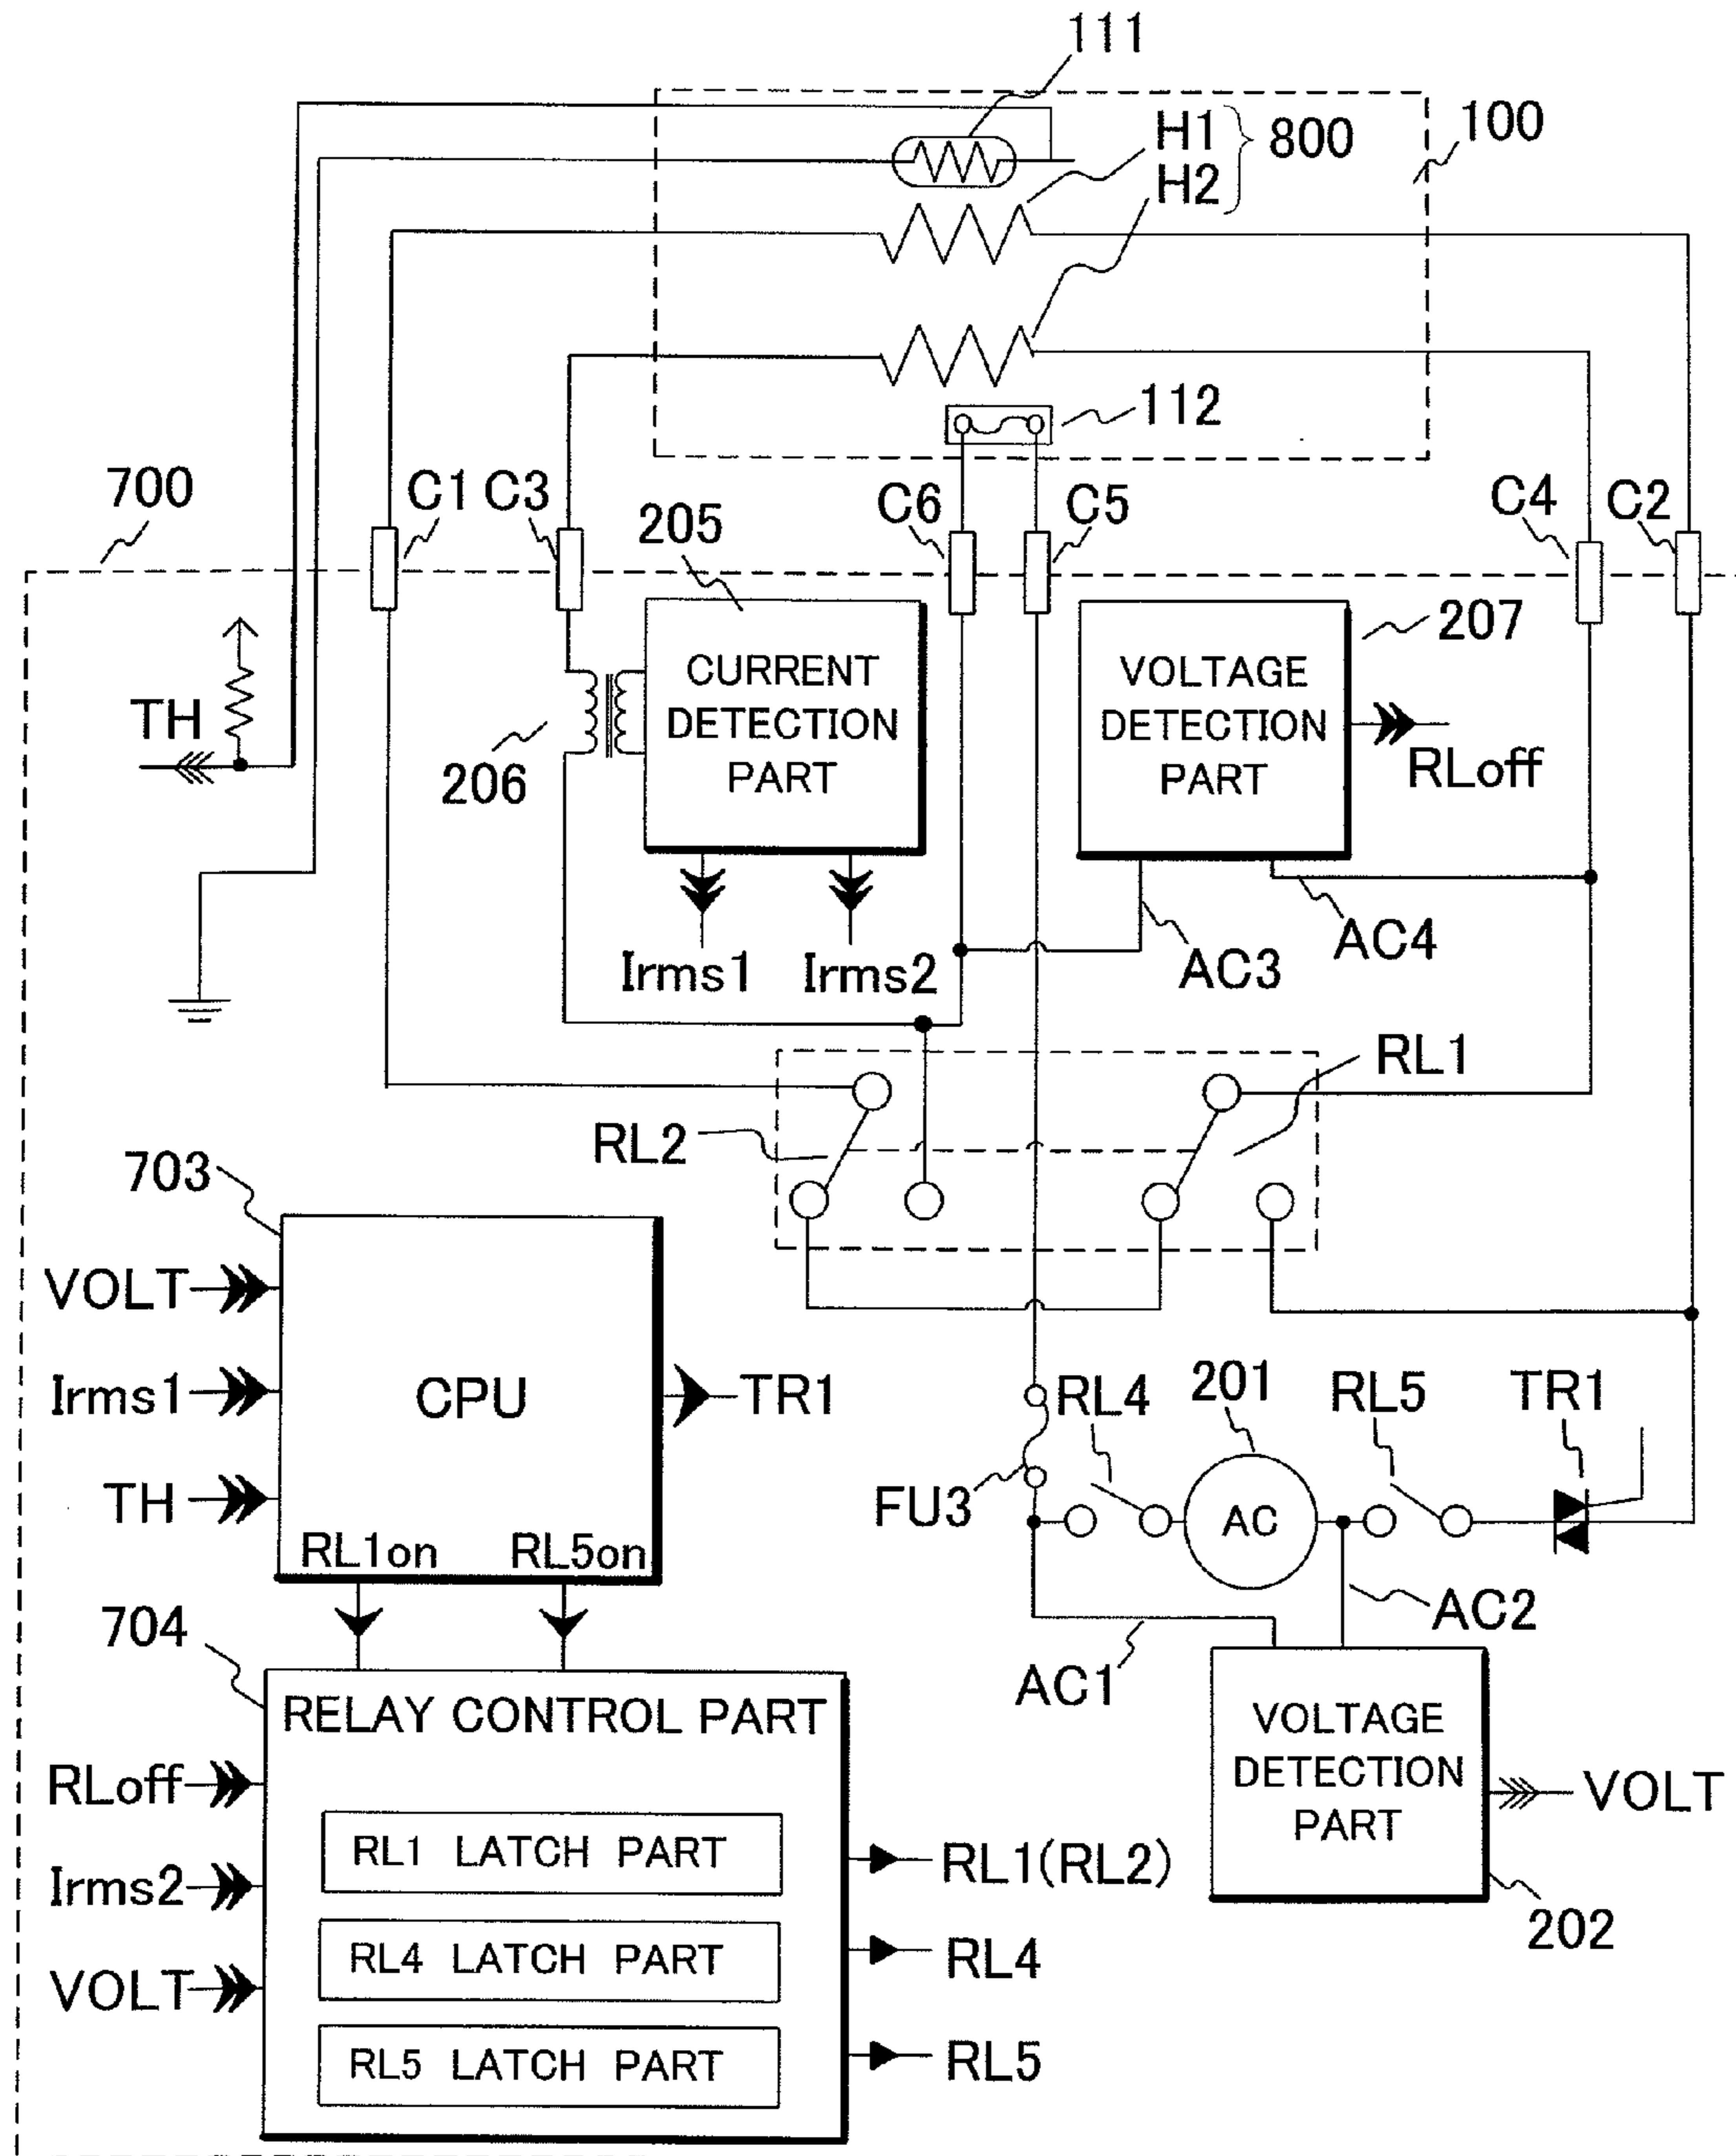 111
H1
H2
800
100
112
700
C1
C3
C6
C5
C4
C2
205
207
TH
206
CURRENT
DETECTION
PART
VOLTAGE
DETECTION
PART
RLoff
Irms1
Irms2
AC3
AC4
RL1
RL2
703
VOLT
Irms1
TH
CPU
TR1
RL1on
RL5on
RL4
201
RL5
TR1
FU3
AC
AC1
AC2
704
RELAY CONTROL PART
RLoff
Irms2
VOLT
RL1 LATCH PART
RL4 LATCH PART
RL5 LATCH PART
RL1(RL2)
RL4
RL5
VOLTAGE
DETECTION
PART
VOLT
202